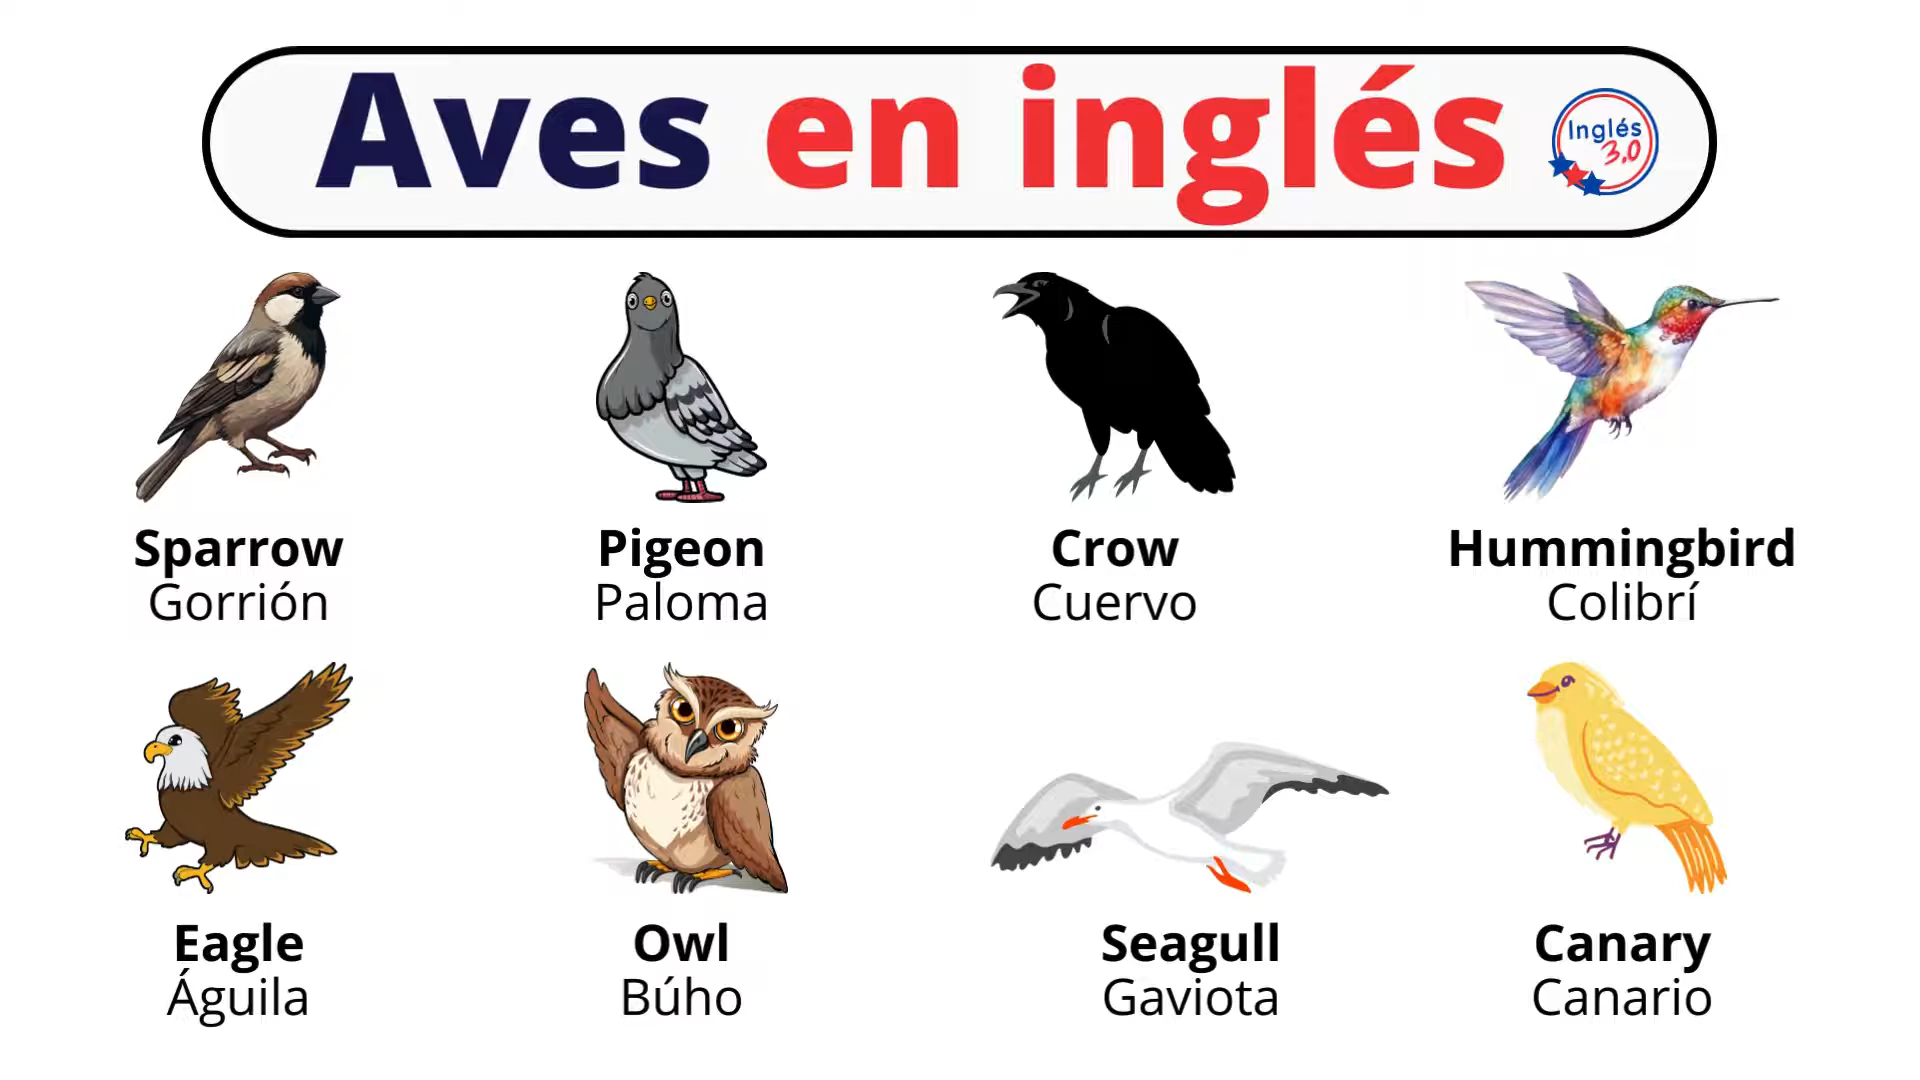 Aves en inglés
Inglés
3.0
Sparrow
Gorrión
Pigeon
Paloma
Crow
Cuervo
Hummingbird
Colibrí
Eagle
Águila
Owl
Búho
Seagull
Gaviota
Canary
Canario